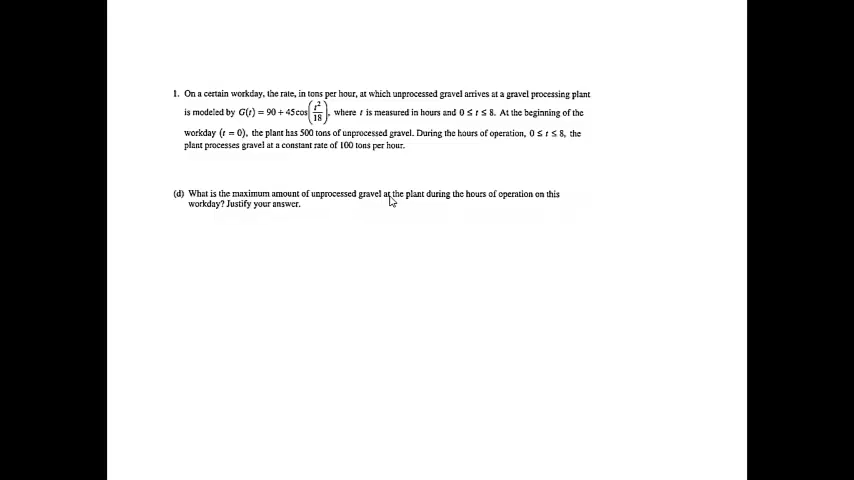 1. On a certain workday, the rate, in tons per hour, at which unprocessed gravel arrives at a gravel processing plant
is modeled by G(t) = 90 + 45cos(t²/18), where t is measured in hours and 0 ≤ t ≤ 8. At the beginning of the
workday (t = 0), the plant has 500 tons of unprocessed gravel. During the hours of operation, 0 ≤ t ≤ 8, the
plant processes gravel at a constant rate of 100 tons per hour.
(d) What is the maximum amount of unprocessed gravel at the plant during the hours of operation on this
workday? Justify your answer.